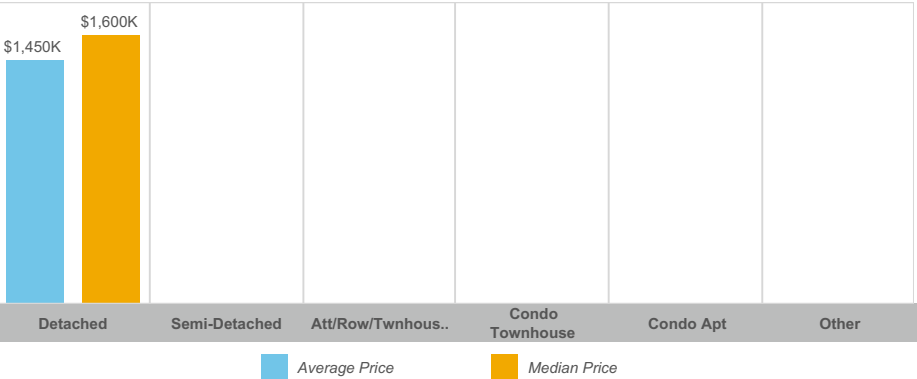 $1,600K
$1,450K
Detached
Semi-Detached
Att/Row/Twnhous..
Condo
Townhouse
Condo Apt
Other
Average Price
Median Price